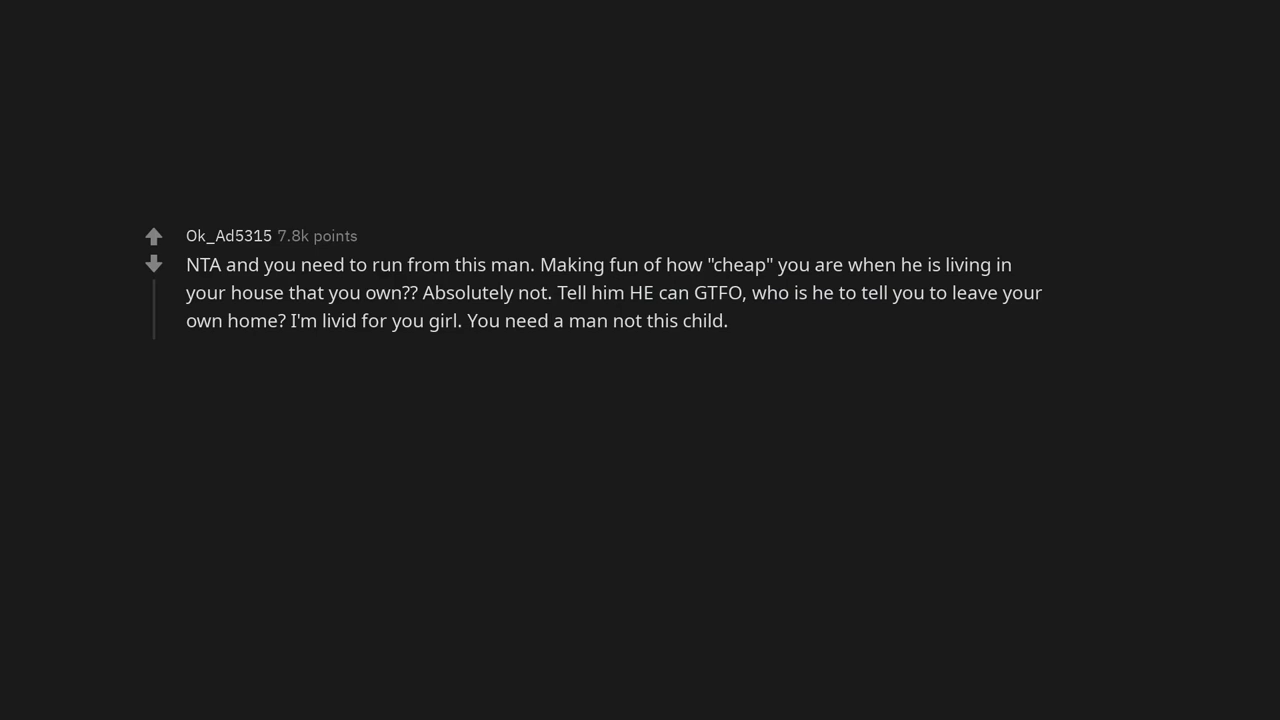 Ok_Ad5315 7.8k points
NTA and you need to run from this man. Making fun of how "cheap" you are when he is living in
your house that you own?? Absolutely not. Tell him HE can GTFO, who is he to tell you to leave your
own home? I'm livid for you girl. You need a man not this child.